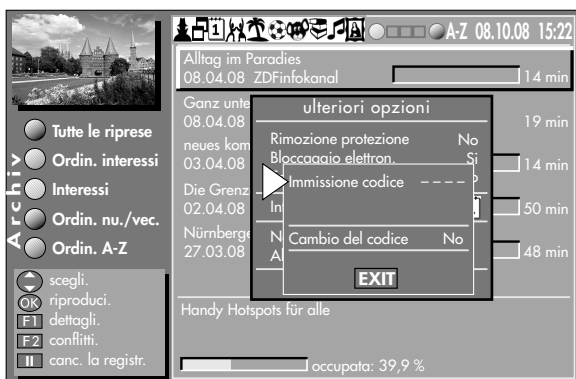 1 A A-Z 08.10.08 15:22
Alltag im Paradies
08.04.08 ZDFinfokanal 14 min
Ganz unte
08.04.08 19 min
neues kom
03.04.08 14 min
Die Grenz
02.04.08 50 min
Nürnberge
27.03.08 48 min
Archiv
Tutte le riprese
Ordin. interessi
Interessi
Ordin. nu./vec.
Ordin. A-Z
scegli.
OK riproduci.
F1 dettagli.
F2 conflitti.
canc. la registr.
ulteriori opzioni
Rimozione protezione No
Bloccaggio elettron. Si
Immissione codice – – – –
Cambio del codice No
EXIT
Handy Hotspots für alle
occupata: 39,9 %